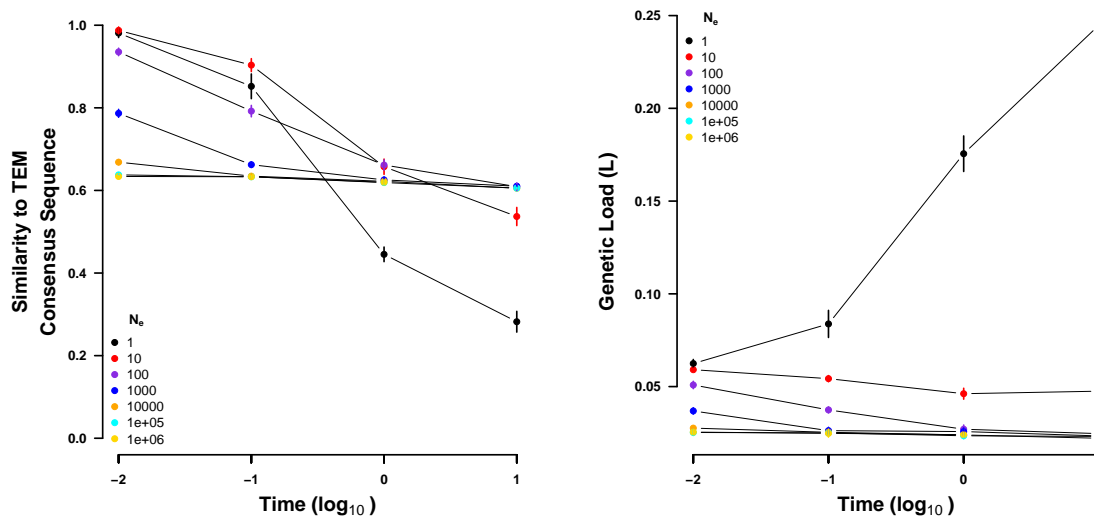 1.0
0.8
0.6
0.4
0.2
0.0
Similarity to TEM
Consensus Sequence
Ne
1
10
100
1000
10000
1e+05
1e+06
−2
−1
0
1
Time (log10 )
0.25
0.20
0.15
0.10
0.05
Genetic Load (L)
Ne
1
10
100
1000
10000
1e+05
1e+06
−2
−1
0
Time (log10 )